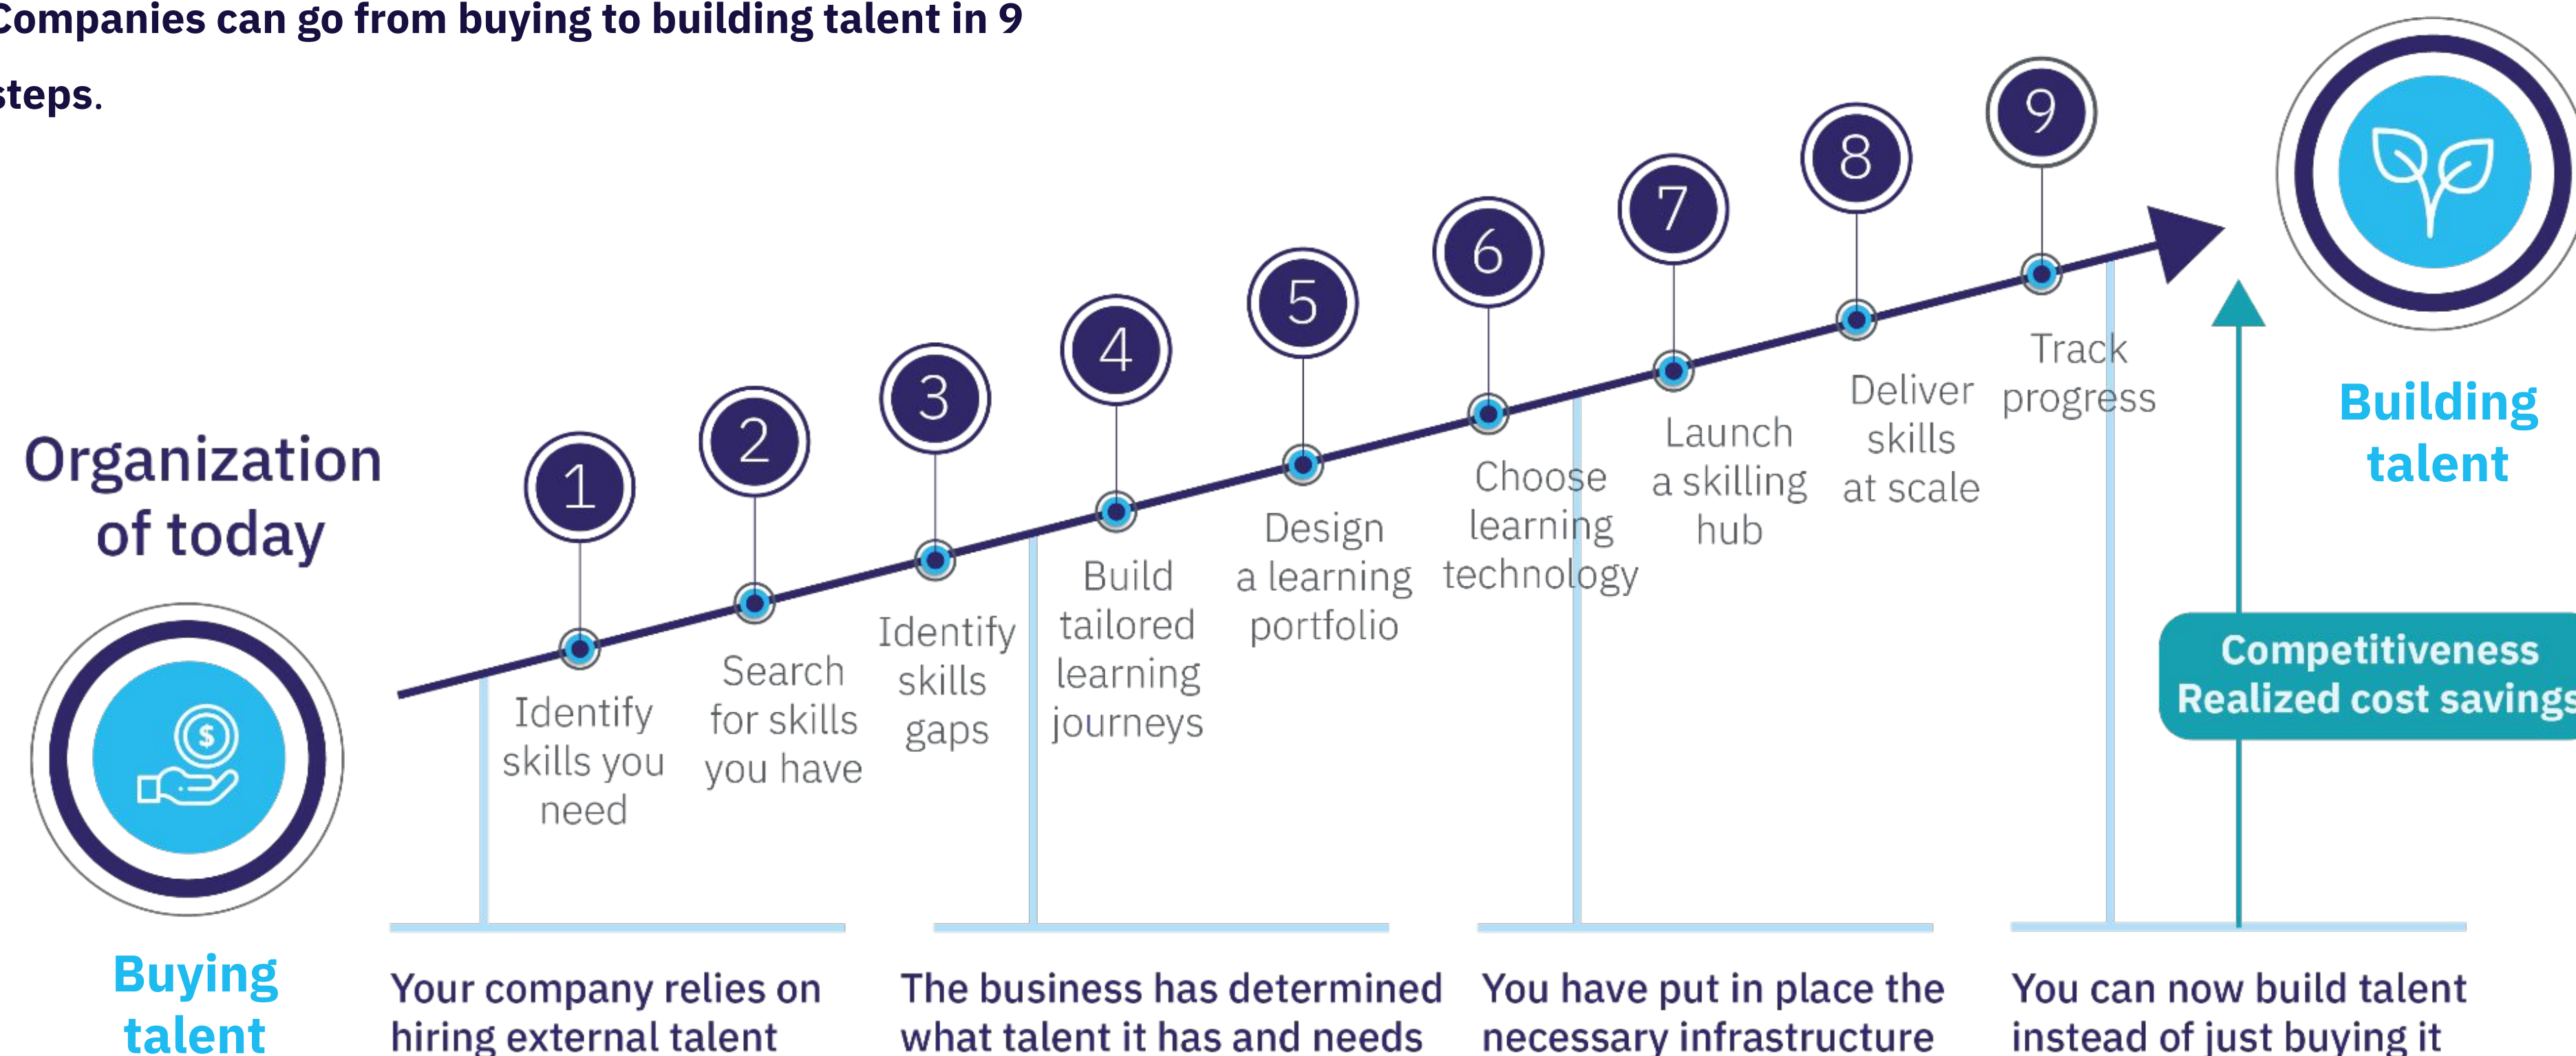 Companies can go from buying to building talent in 9
steps.
Organization
of today
Buying
talent
$
1
Identify
skills you
need
2
Search
for skills
you have
3
Identify
skills
gaps
4
Build
tailored
learning
journeys
5
Design
a learning
portfolio
6
Choose
learning
technology
7
Launch
a skilling
hub
8
Deliver
skills
at scale
9
Track
progress
Building
talent
Competitiveness
Realized cost savings
Your company relies on
hiring external talent
The business has determined
what talent it has and needs
You have put in place the
necessary infrastructure
You can now build talent
instead of just buying it